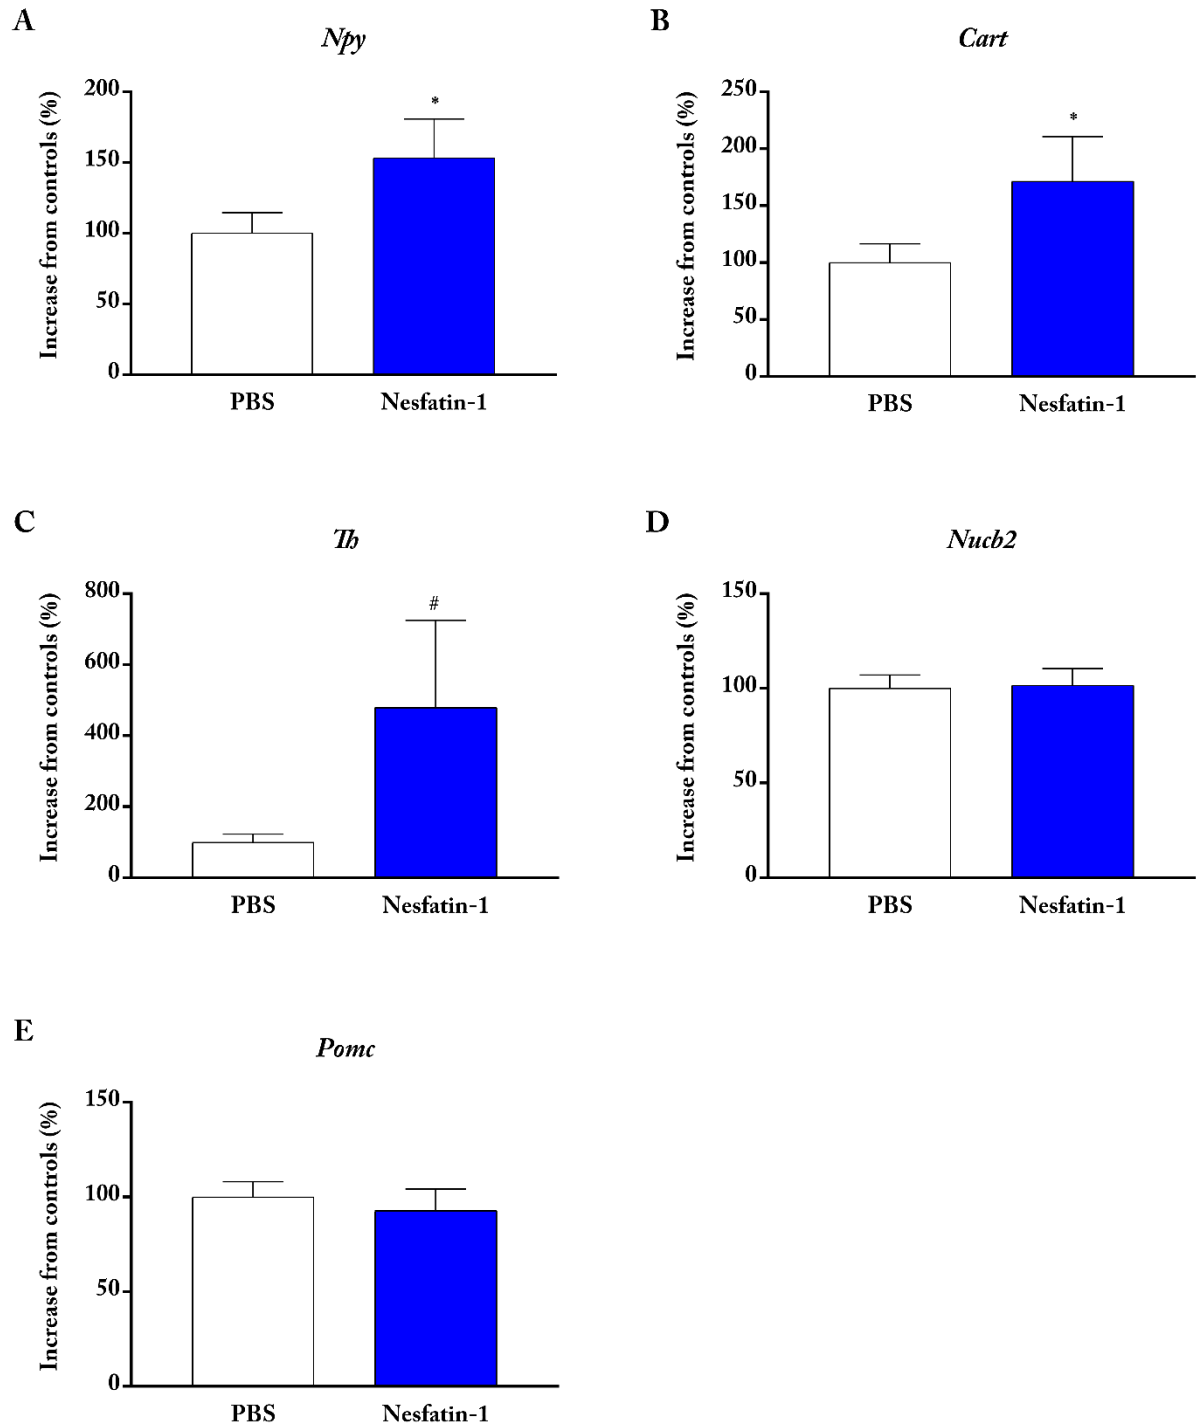 A
Npy
Increase from controls (%)
200
150
100
50
0
*
PBS
Nesfatin-1
B
Cart
Increase from controls (%)
250
200
150
100
50
0
*
PBS
Nesfatin-1
C
Th
Increase from controls (%)
800
600
400
200
0
#
PBS
Nesfatin-1
D
Nucb2
Increase from controls (%)
150
100
50
0
PBS
Nesfatin-1
E
Pomc
Increase from controls (%)
150
100
50
0
PBS
Nesfatin-1